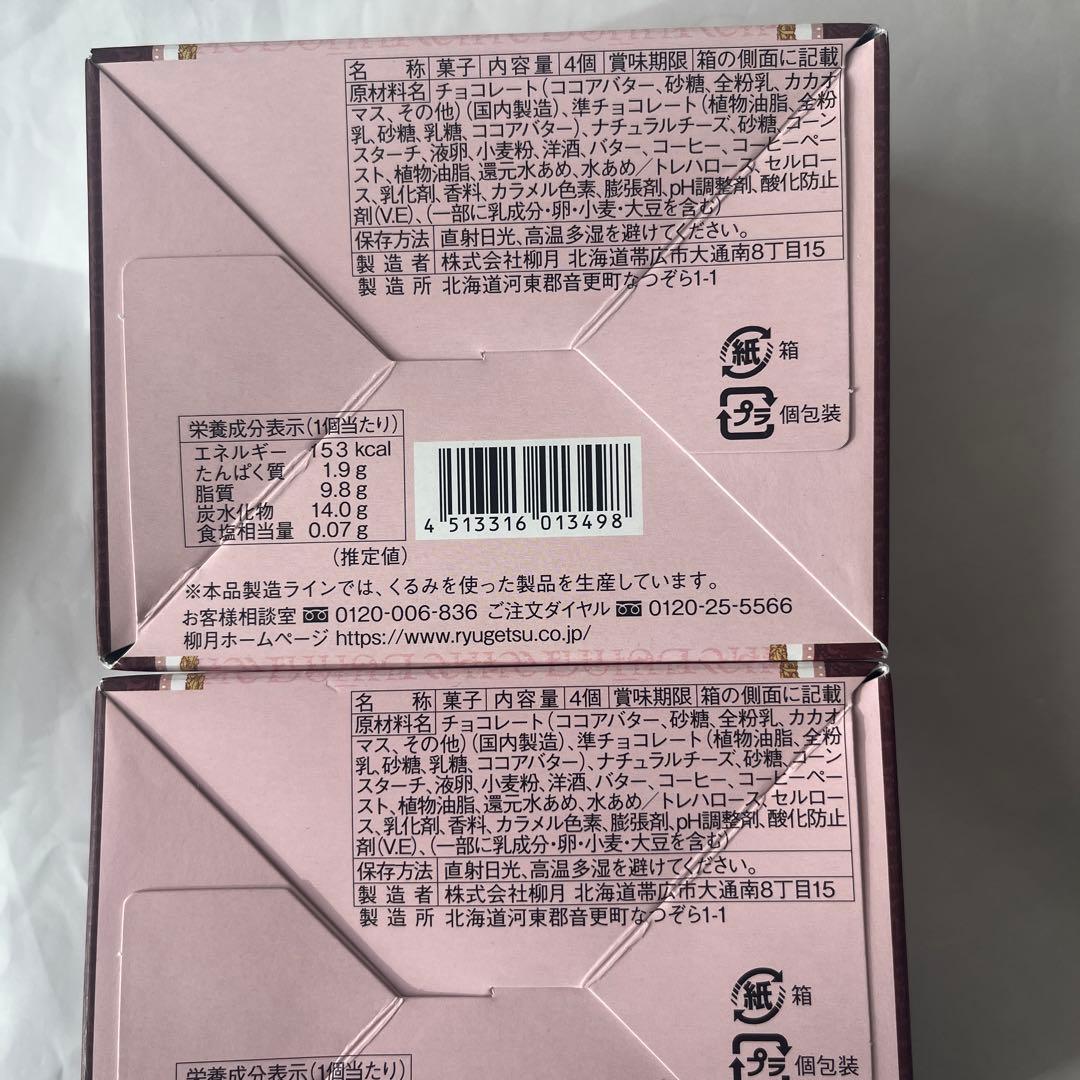 名 称 菓子 内容量 4個 賞味期限 箱の側面に記載
原材料名 チョコレート(ココアバター、砂糖、全粉乳、カカオ
マス、その他)(国内製造)、準チョコレート(植物油脂、全粉
乳、砂糖、乳糖、ココアバター)、ナチュラルチーズ、砂糖、コーン
スターチ、液卵、小麦粉、洋酒、バター、コーヒー、コーヒーペー
スト、植物油脂、還元水あめ、水あめ/トレハロース、セルロー
ス、乳化剤、香料、カラメル色素、膨張剤、pH調整剤、酸化防止
剤(V.E)、(一部に乳成分・卵・小麦・大豆を含む)
保存方法 直射日光、高温多湿を避けてください。
製造者 株式会社柳月 北海道帯広市大通南8丁目15
製造所 北海道河東郡音更町なつぞら1-1
紙 箱
プラ 個包装
栄養成分表示(1個当たり)
エネルギー 153 kcal
たんぱく質 1.9 g
脂質 9.8 g
炭水化物 14.0 g
食塩相当量 0.07 g
(推定値)
4 513316 013498
※本品製造ラインでは、くるみを使った製品を生産しています。
お客様相談室 0120-006-836 ご注文ダイヤル 0120-25-5566
柳月ホームページ https://www.ryugetsu.co.jp/
名 称 菓子 内容量 4個 賞味期限 箱の側面に記載
原材料名 チョコレート(ココアバター、砂糖、全粉乳、カカオ
マス、その他)(国内製造)、準チョコレート(植物油脂、全粉
乳、砂糖、乳糖、ココアバター)、ナチュラルチーズ、砂糖、コーン
スターチ、液卵、小麦粉、洋酒、バター、コーヒー、コーヒーペー
スト、植物油脂、還元水あめ、水あめ/トレハロース、セルロー
ス、乳化剤、香料、カラメル色素、膨張剤、pH調整剤、酸化防止
剤(V.E)、(一部に乳成分・卵・小麦・大豆を含む)
保存方法 直射日光、高温多湿を避けてください。
製造者 株式会社柳月 北海道帯広市大通南8丁目15
製造所 北海道河東郡音更町なつぞら1-1
紙 箱
プラ 個包装
栄養成分表示(1個当たり)